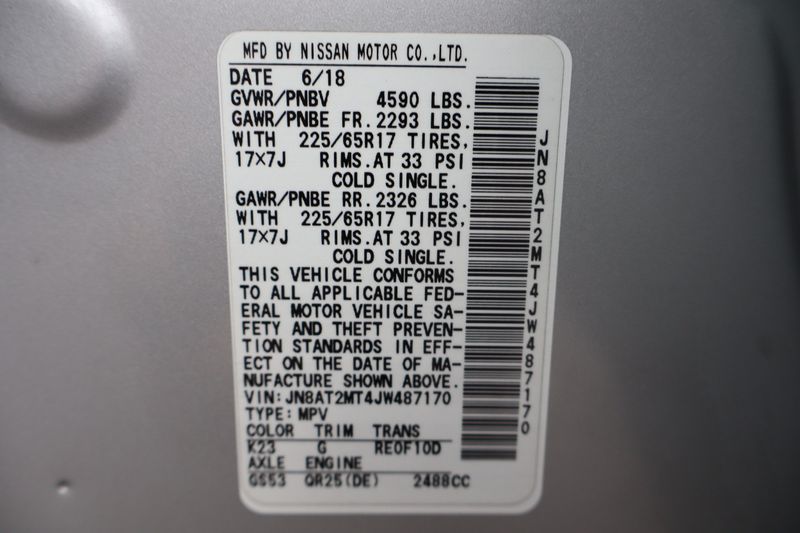 MFD BY NISSAN MOTOR CO.,LTD.
DATE 6/18
GVWR/PNBV 4590 LBS.
GAWR/PNBE FR. 2293 LBS.
WITH 225/65R17 TIRES,
17×7J RIMS.AT 33 PSI
COLD SINGLE.
GAWR/PNBE RR. 2326 LBS.
WITH 225/65R17 TIRES,
17×7J RIMS.AT 33 PSI
COLD SINGLE.
THIS VEHICLE CONFORMS
TO ALL APPLICABLE FED-
ERAL MOTOR VEHICLE SA-
FETY AND THEFT PREVEN-
TION STANDARDS IN EFF-
ECT ON THE DATE OF MA-
NUFACTURE SHOWN ABOVE.
VIN: JN8AT2MT4JW487170
TYPE: MPV
COLOR TRIM TRANS
K23 G RE0F10D
AXLE ENGINE
GS53 QR25(DE) 2488CC
JN8AT2MT4JW487170